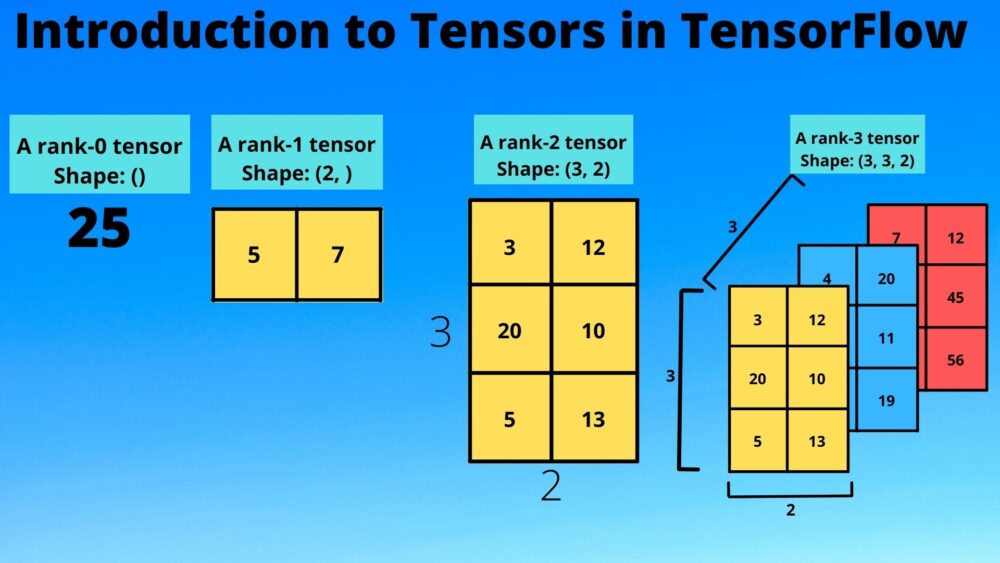 Introduction to Tensors in TensorFlow
A rank-0 tensor
Shape: ()
25
A rank-1 tensor
Shape: (2, )
5 7
A rank-2 tensor
Shape: (3, 2)
3 12
20 10
5 13
3
2
A rank-3 tensor
Shape: (3, 3, 2)
3
3
2
3 12
20 10
5 13
4 20
11
19
7 12
45
56